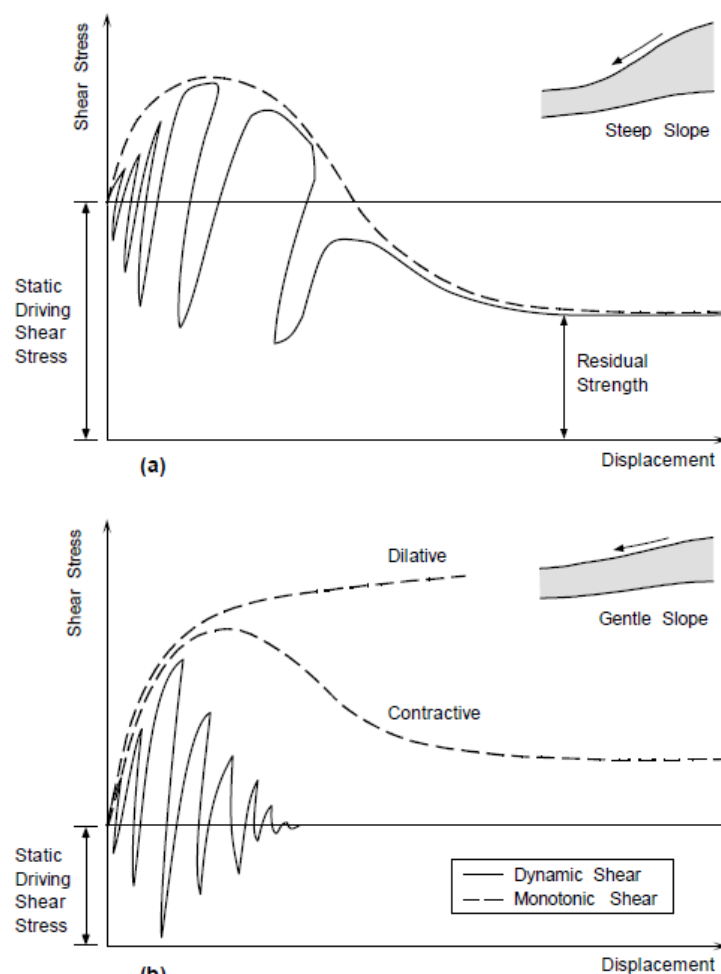 Shear Stress
Steep Slope
Static
Driving
Shear
Stress
Residual
Strength
(a)
Displacement
Shear Stress
Dilative
Gentle Slope
Contractive
Static
Driving
Shear
Stress
Dynamic Shear
Monotonic Shear
(b)
Displacement